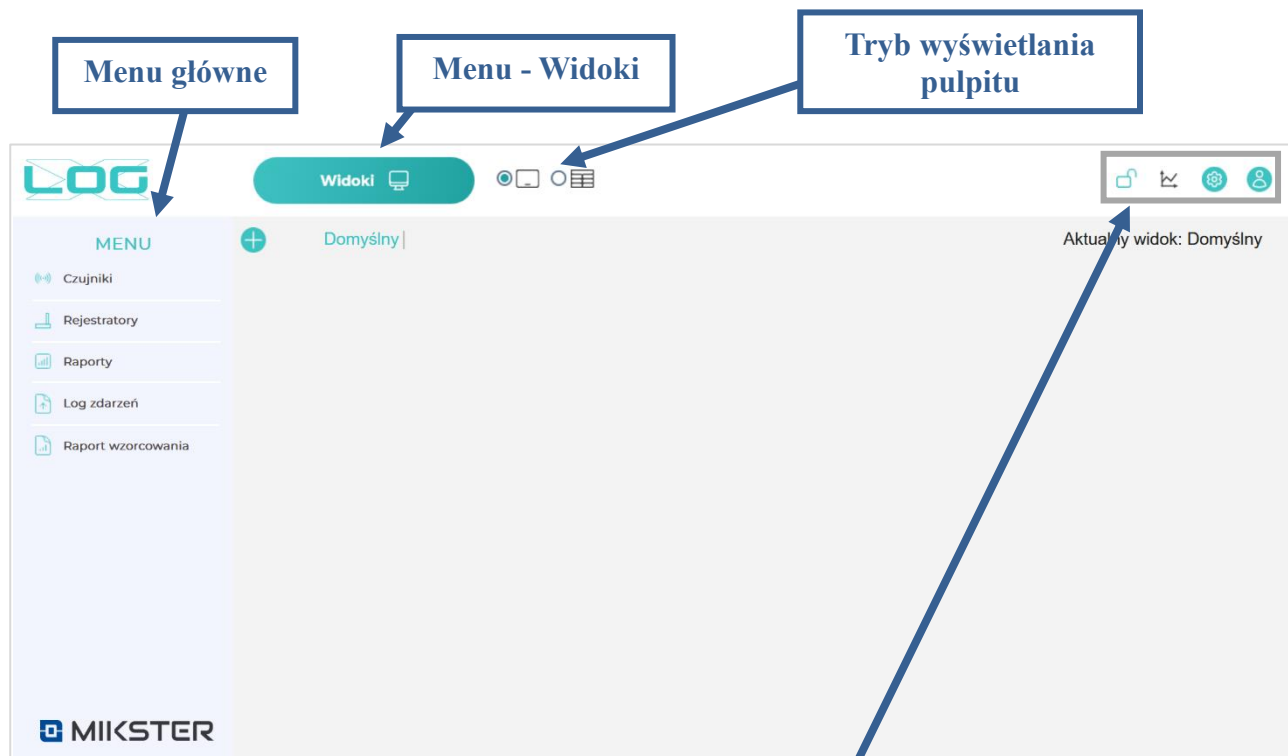 Menu główne
Menu - Widoki
Tryb wyświetlania
pulpitu
LOG
Widoki
MENU
Domyślny|
Aktualny widok: Domyślny
Czujniki
Rejestratory
Raporty
Log zdarzeń
Raport wzorcowania
MIKSTER